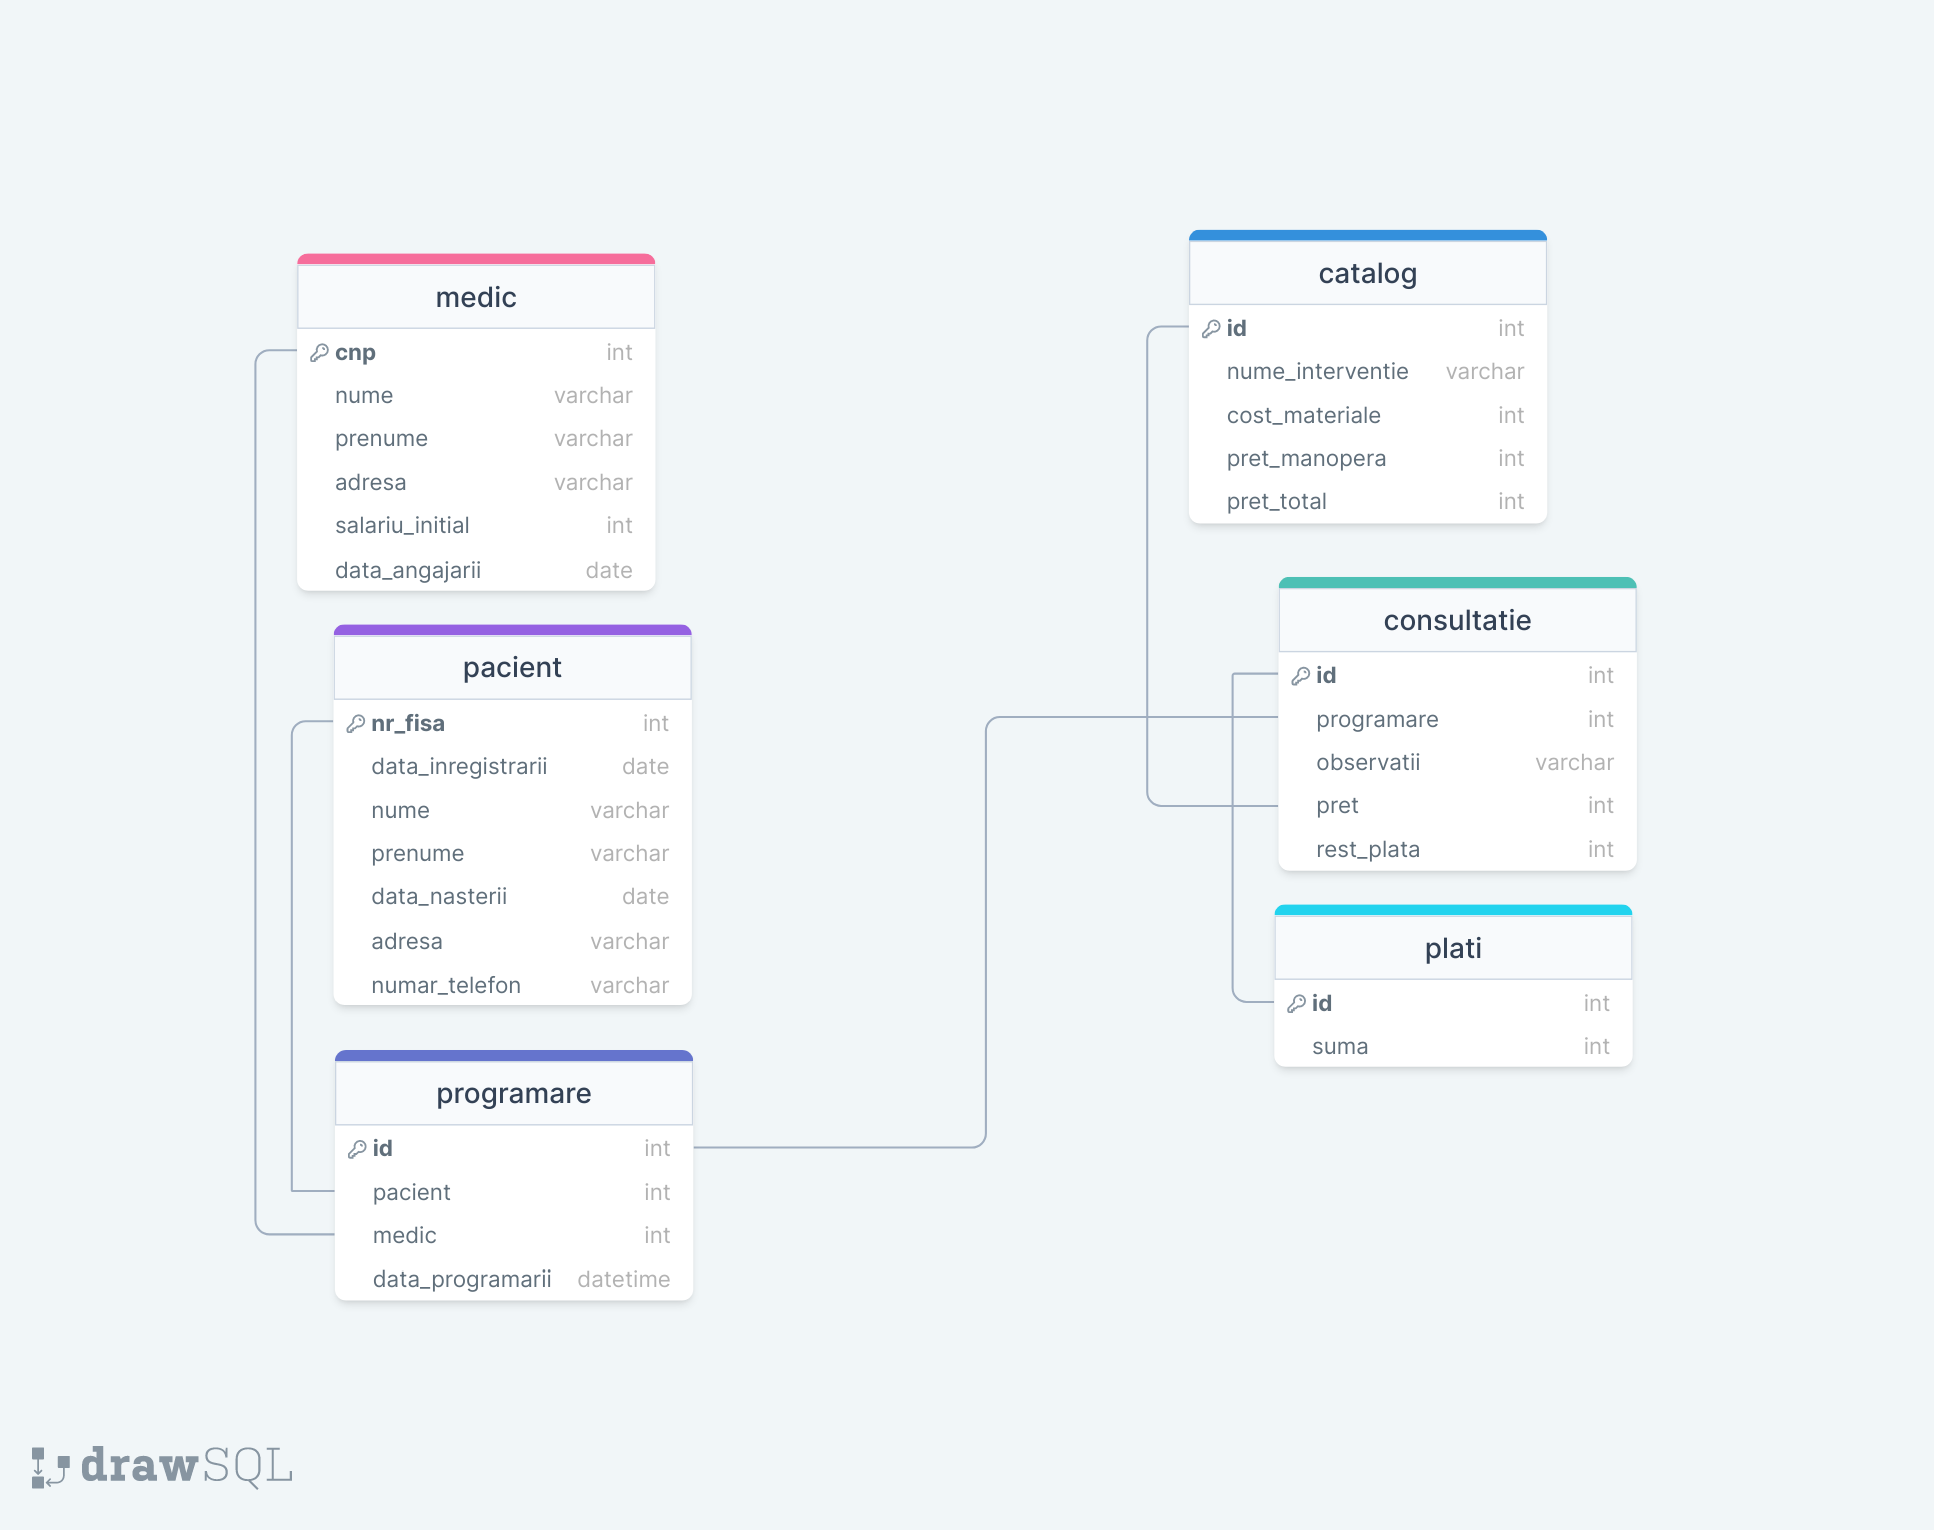 medic
cnp int
nume varchar
prenume varchar
adresa varchar
salariu_initial int
data_angajarii date
pacient
nr_fisa int
data_inregistrarii date
nume varchar
prenume varchar
data_nasterii date
adresa varchar
numar_telefon varchar
programare
id int
pacient int
medic int
data_programarii datetime
catalog
id int
nume_interventie varchar
cost_materiale int
pret_manopera int
pret_total int
consultatie
id int
programare int
observatii varchar
pret int
rest_plata int
plati
id int
suma int
drawSQL